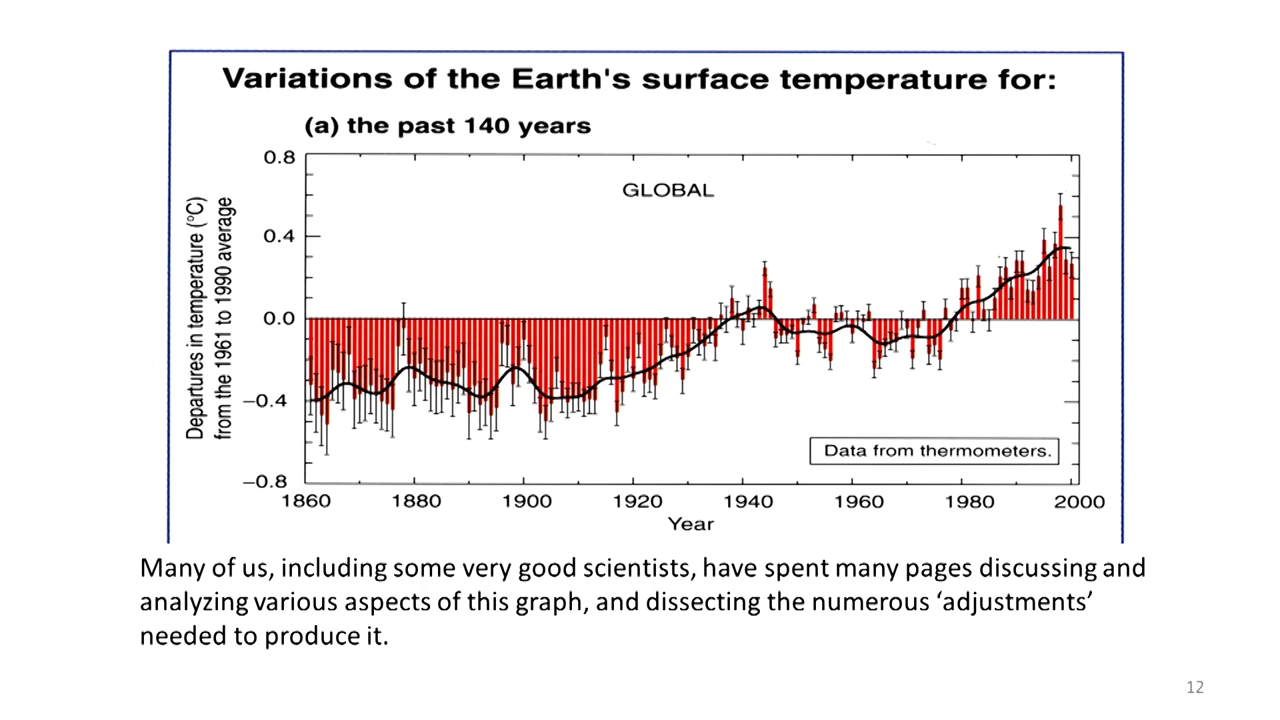 Variations of the Earth's surface temperature for:
(a) the past 140 years
GLOBAL
Departures in temperature (°C)
from the 1961 to 1990 average
0.8
0.4
0.0
−0.4
−0.8
Data from thermometers.
1860 1880 1900 1920 1940 1960 1980 2000
Year
Many of us, including some very good scientists, have spent many pages discussing and
analyzing various aspects of this graph, and dissecting the numerous ‘adjustments’
needed to produce it.
12